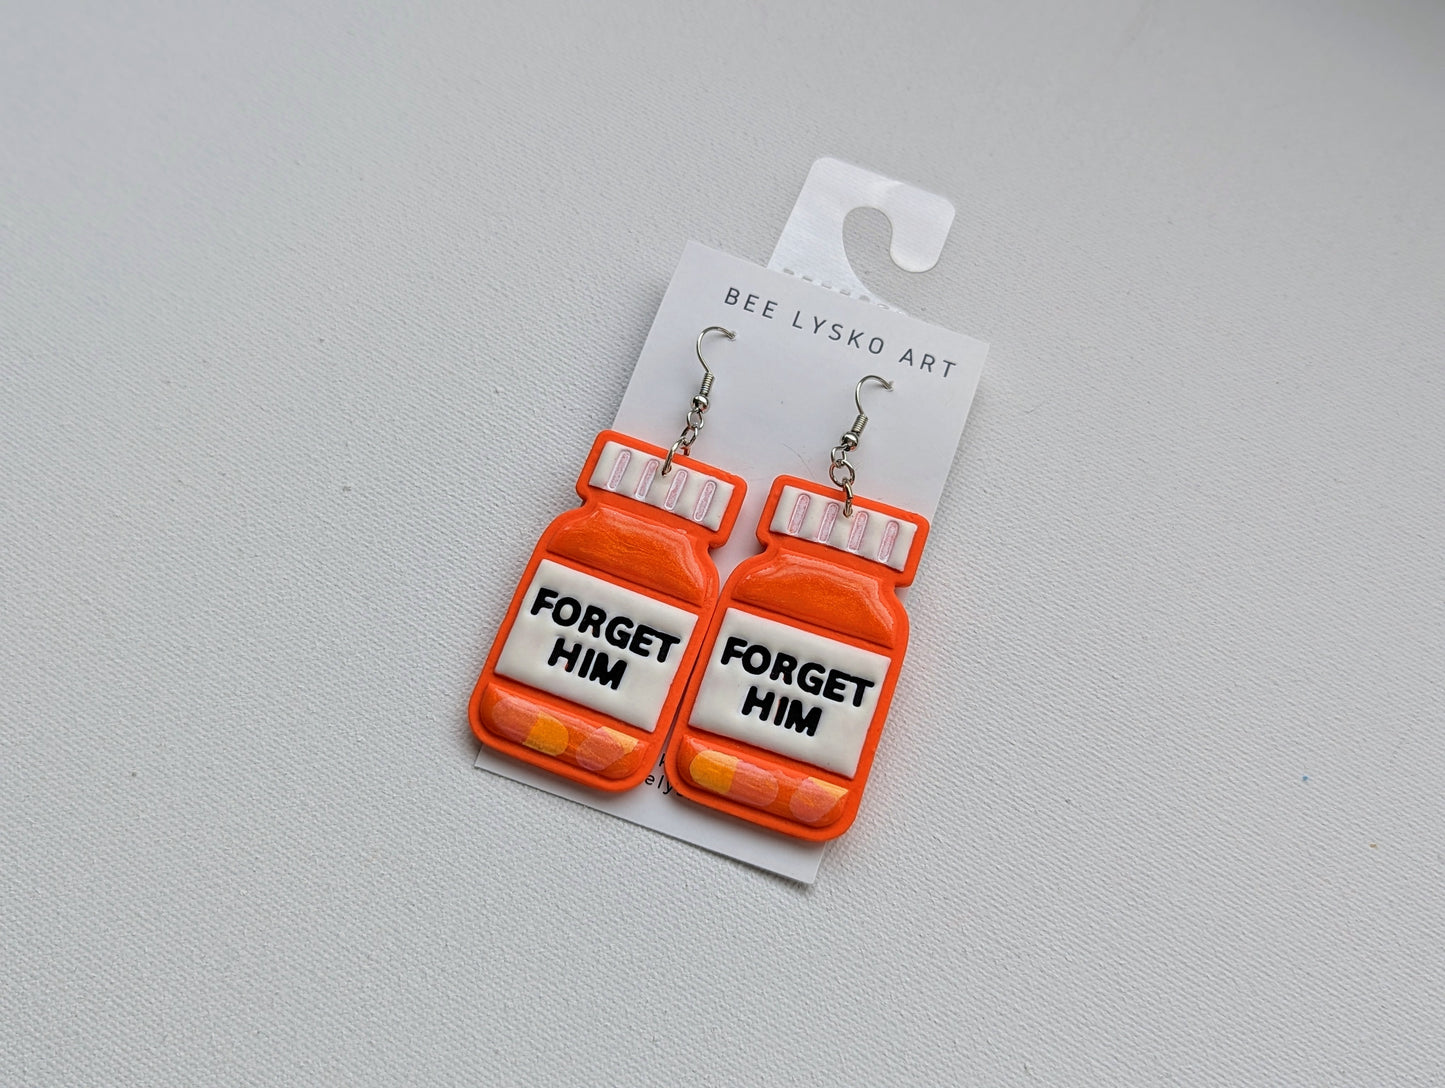 BEE LYSKO ART
FORGET
HIM
FORGET
HIM